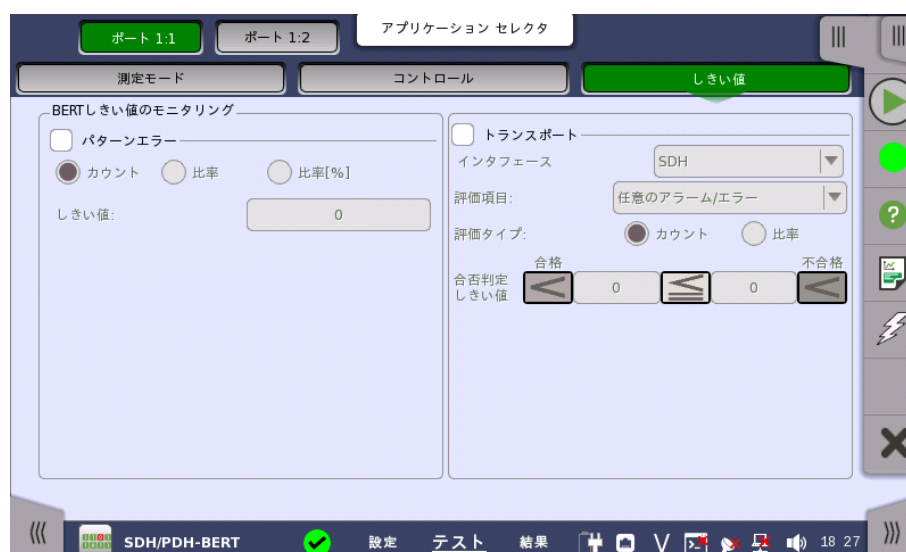 アプリケーション セレクタ
ポート 1:1 ポート 1:2
測定モード コントロール しきい値
BERTしきい値のモニタリング
パターンエラー
カウント 比率 比率[%]
しきい値: 0
トランスポート
インタフェース SDH
評価項目: 任意のアラーム/エラー
評価タイプ: カウント 比率
合格 不合格
合否判定
しきい値 0 0
SDH/PDH-BERT 設定 テスト 結果 V 18 27